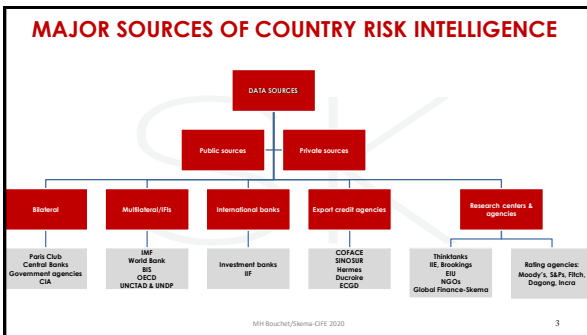 MAJOR SOURCES OF COUNTRY RISK INTELLIGENCE
DATA SOURCES
Public sources
Private sources
Bilateral
Multilateral/IFIs
International banks
Export credit agencies
Research centers &
agencies
Paris Club
Central Banks
Government agencies
CIA
IMF
World Bank
BIS
OECD
UNCTAD & UNDP
Investment banks
IIF
COFACE
SINOSUR
Hermes
Ducroire
ECGD
Thinktanks
IIE, Brookings
EIU
NGOs
Global Finance-Skema
Rating agencies:
Moody's, S&Ps, Fitch,
Dagong, Incra
MH Bouchet/Skema-CIFE 2020
3